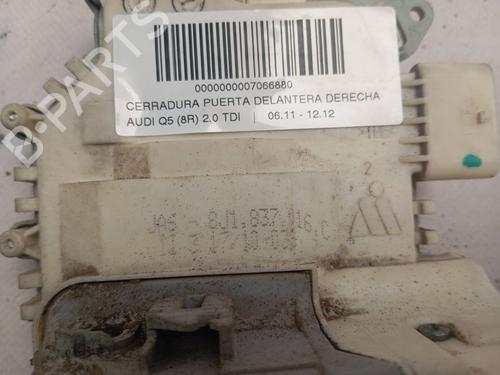 0000000007066880
CERRADURA PUERTA DELANTERA DERECHA
AUDI Q5 (8R) 2.0 TDI | 06.11 - 12.12
2
8J1.837.016.C
B-PARTS